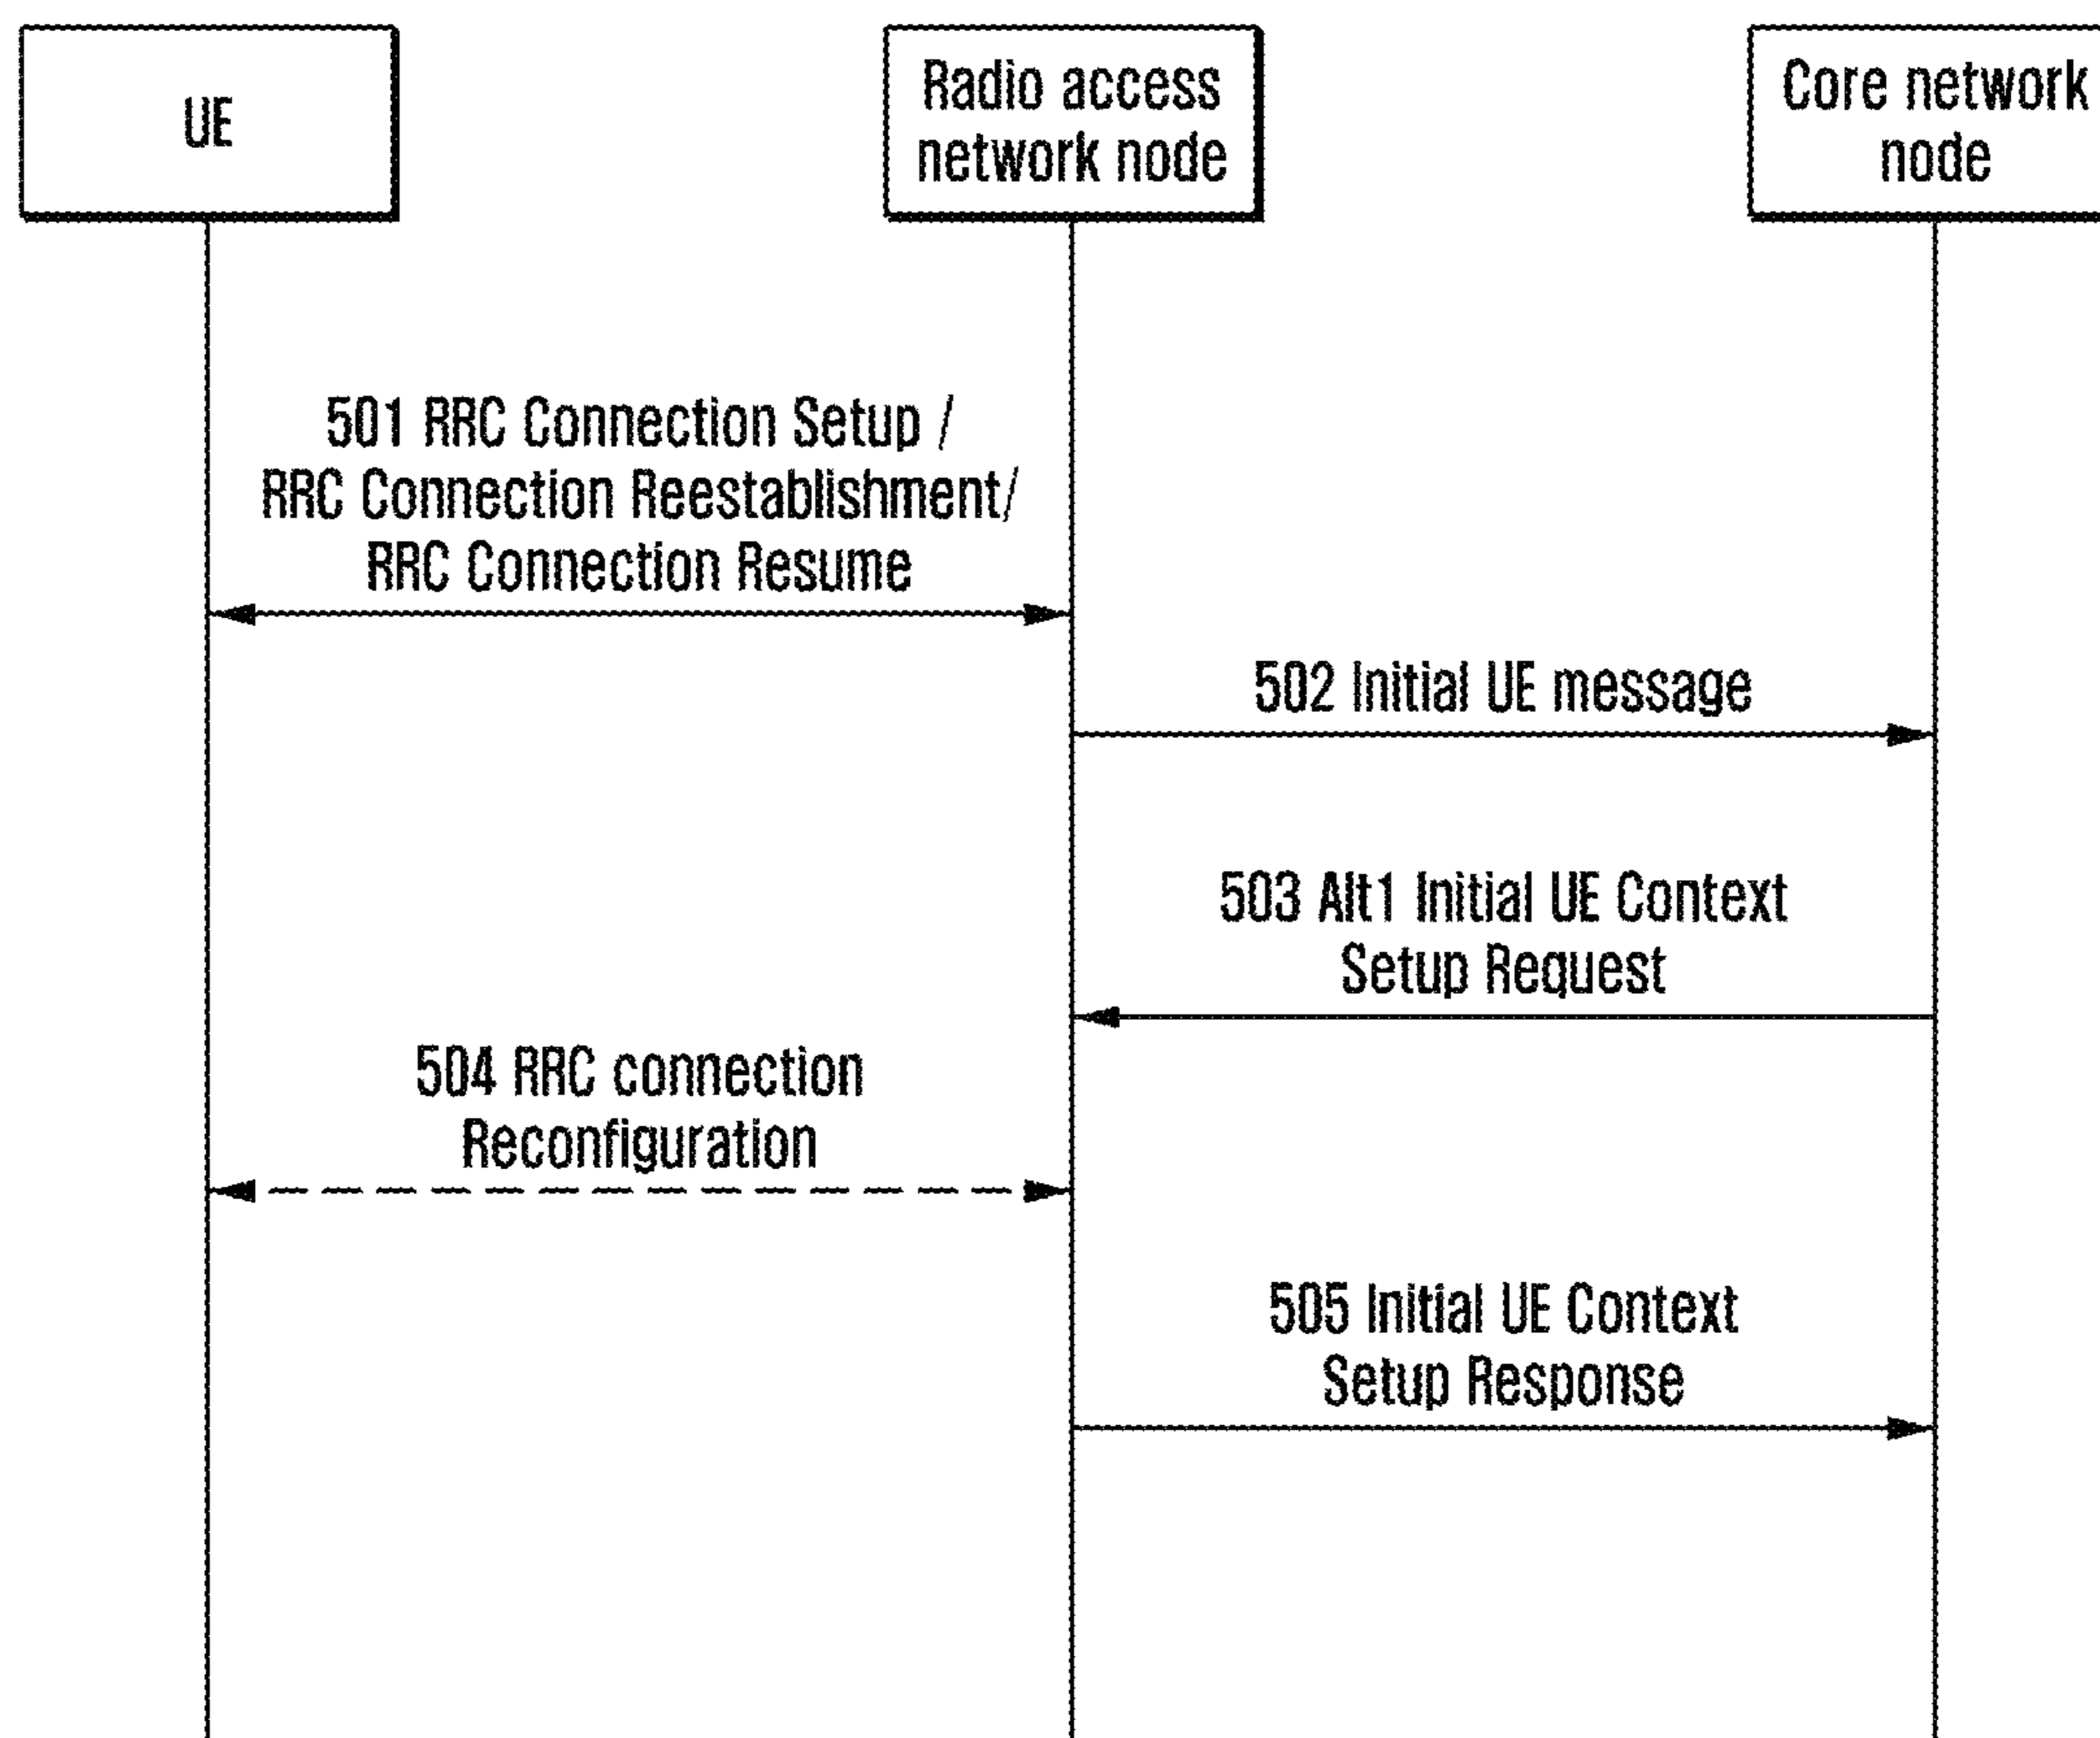 UE
Radio access
network node
Core network
node
501 RRC Connection Setup /
RRC Connection Reestablishment/
RRC Connection Resume
502 Initial UE message
503 Alt1 Initial UE Context
Setup Request
504 RRC connection
Reconfiguration
505 Initial UE Context
Setup Response